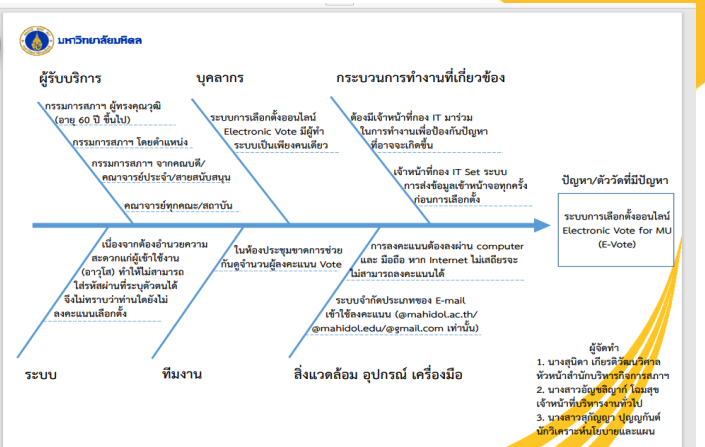 มหาวิทยาลัยมหิดล
ผู้รับบริการ
บุคลากร
กระบวนการทำงานที่เกี่ยวข้อง
กรรมการสภาฯ ผู้ทรงคุณวุฒิ
(อายุ 60 ปี ขึ้นไป)
กรรมการสภาฯ โดยตำแหน่ง
กรรมการสภาฯ จากคณบดี/
คณาจารย์ประจำ/สายสนับสนุน
คณาจารย์ทุกคณะ/สถาบัน
ระบบการเลือกตั้งออนไลน์
Electronic Vote มีผู้ทำ
ระบบเป็นเพียงคนเดียว
ต้องมีเจ้าหน้าที่กอง IT มาร่วม
ในการทำงานเพื่อป้องกันปัญหา
ที่อาจจะเกิดขึ้น
เจ้าหน้าที่กอง IT Set ระบบ
การส่งข้อมูลเข้าหน้าจอทุกครั้ง
ก่อนการเลือกตั้ง
ปัญหา/ตัววัดที่มีปัญหา
ระบบการเลือกตั้งออนไลน์
Electronic Vote for MU
(E-Vote)
เนื่องจากต้องอำนวยความ
สะดวกแก่ผู้เข้าใช้งาน
(อาวุโส) ทำให้ไม่สามารถ
ใส่รหัสผ่านที่ระบุตัวตนได้
จึงไม่ทราบว่าท่านใดยังไม่
ลงคะแนนเลือกตั้ง
ในห้องประชุมขาดการช่วย
กันดูจำนวนผู้ลงคะแนน Vote
การลงคะแนนต้องลงผ่าน computer
และ มือถือ หาก Internet ไม่เสถียรจะ
ไม่สามารถลงคะแนนได้
ระบบจำกัดประเภทของ E-mail
เข้าใช้ลงคะแนน (@mahidol.ac.th/
@mahidol.edu/@gmail.com เท่านั้น)
ระบบ
ทีมงาน
สิ่งแวดล้อม อุปกรณ์ เครื่องมือ
ผู้จัดทำ
1. นางสุนิดา เกียรติวัฒนวิศาล
หัวหน้าสำนักบริหารกิจการสภาฯ
2. นางสาวอัญชลิญาก์ โฉมสุข
เจ้าหน้าที่บริหารงานทั่วไป
3. นางสาวสุกัญญา ปุญญกันต์
นักวิเคราะห์นโยบายและแผน